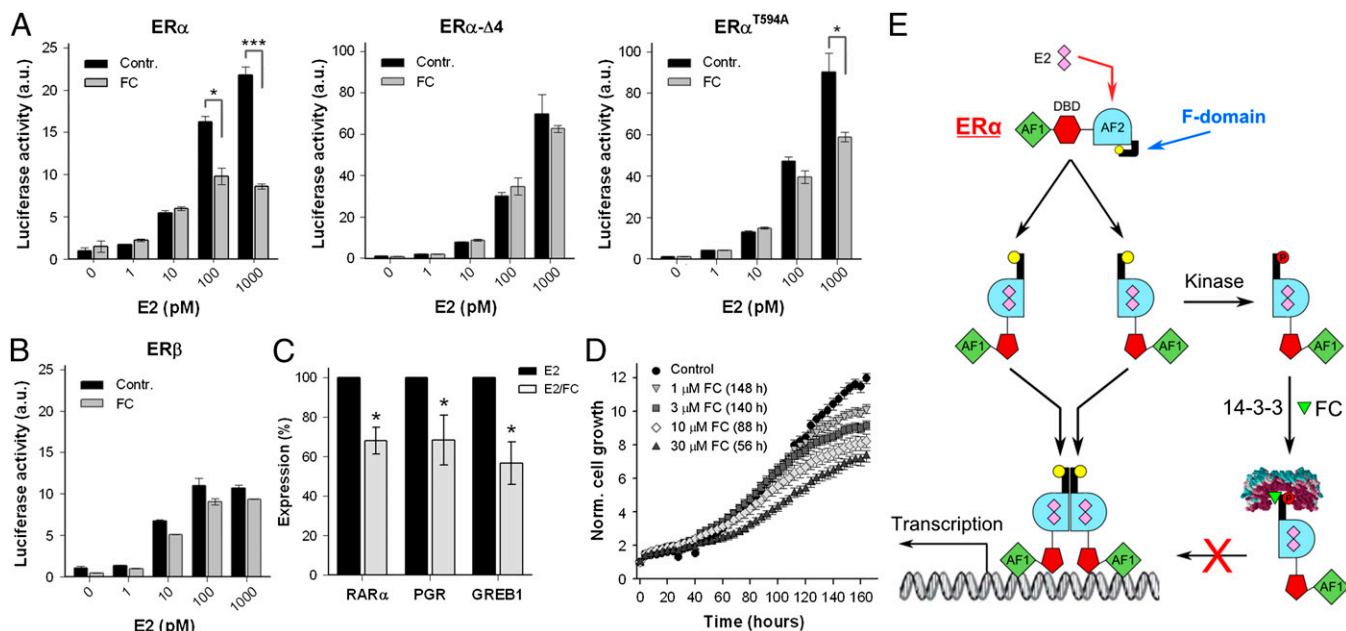 A
ERα
Luciferase activity (a.u.)
25
20
15
10
5
0
Contr.
FC
*
***
0
1
10
100
1000
E2 (pM)
ERα-Δ4
Luciferase activity (a.u.)
100
80
60
40
20
0
Contr.
FC
0
1
10
100
1000
E2 (pM)
ERαT594A
Luciferase activity (a.u.)
100
80
60
40
20
0
Contr.
FC
*
0
1
10
100
1000
E2 (pM)
B
ERβ
Luciferase activity (a.u.)
25
20
15
10
5
0
Contr.
FC
0
1
10
100
1000
E2 (pM)
C
Expression (%)
100
80
60
40
20
0
E2
E2/FC
*
*
*
RARα
PGR
GREB1
D
Norm. cell growth
12
10
8
6
4
2
0
Control
1 μM FC (148 h)
3 μM FC (140 h)
10 μM FC (88 h)
30 μM FC (56 h)
0 20 40 60 80 100 120 140 160
Time (hours)
E
E2
DBD
ERα
AF1
AF2
F-domain
Kinase
P
AF1
AF1
AF1
14-3-3
FC
P
Transcription
AF1
AF1
X
AF1